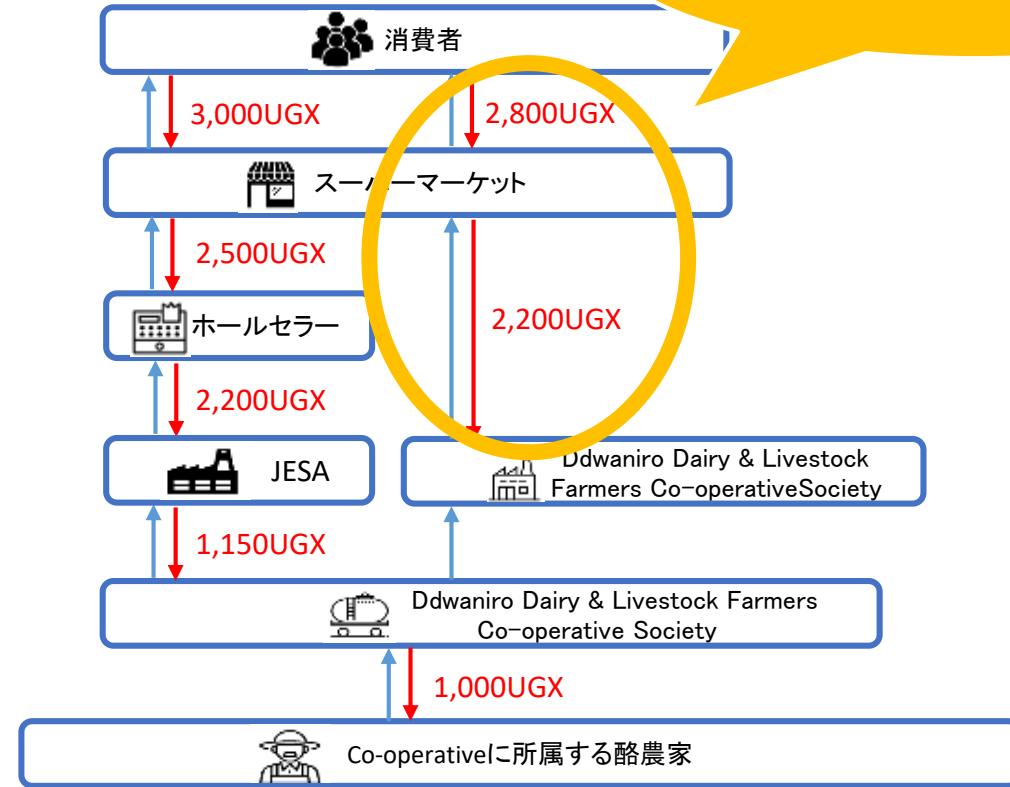 消費者
3,000UGX
2,800UGX
スーパーマーケット
2,500UGX
2,200UGX
ホールセラー
2,200UGX
JESA
Ddwaniro Dairy & Livestock
Farmers Co-operativeSociety
1,150UGX
Ddwaniro Dairy & Livestock Farmers
Co-operative Society
1,000UGX
Co-operativeに所属する酪農家